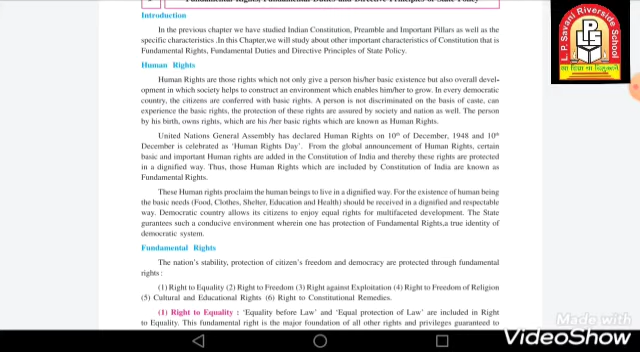 Fundamental Rights, Fundamental Duties and Directive Principles of State Policy
Introduction
In the previous chapter we have studied Indian Constitution, Preamble and Important Pillars as well as the
specific characteristics .In this Chapter,we will study about other important characteristics of Constitution that is
Fundamental Rights, Fundamental Duties and Directive Principles of State Policy.
Human Rights
Human Rights are those rights which not only give a person his/her basic existence but also overall devel-
opment in which society helps to construct an environment which enables him/her to grow. In every democratic
country, the citizens are conferred with basic rights. A person is not discriminated on the basis of caste, can
experience the basic rights, the protection of these rights are assured by society and nation as well. The person
by his birth, owns rights, which are his /her basic rights which are known as Human Rights.
United Nations General Assembly has declared Human Rights on 10th of December, 1948 and 10th
December is celebrated as 'Human Rights Day'. From the global announcement of Human Rights, certain
basic and important Human rights are added in the Constitution of India and thereby these rights are protected
in a dignified way. Thus, those Human Rights which are included by Constitution of India are known as
Fundamental Rights.
These Human rights proclaim the human beings to live in a dignified way. For the existence of human being
the basic needs (Food, Clothes, Shelter, Education and Health) should be received in a dignified and respectable
way. Democratic country allows its citizens to enjoy equal rights for multifaceted development. The State
gurantees such a conducive environment wherein one has protection of Fundamental Rights,a true identity of
democratic system.
Fundamental Rights
The nation's stability, protection of citizen's freedom and democracy are protected through fundamental
rights :
(1) Right to Equality (2) Right to Freedom (3) Right against Exploitation (4) Right to Freedom of Religion
(5) Cultural and Educational Rights (6) Right to Constitutional Remedies.
(1) Right to Equality : 'Equality before Law' and 'Equal protection of Law' are included in Right
to Equality. This fundamental right is the major foundation of all other rights and privileges guaranteed to
L. P. Savani Riverside School
LPS
Made with
VideoShow